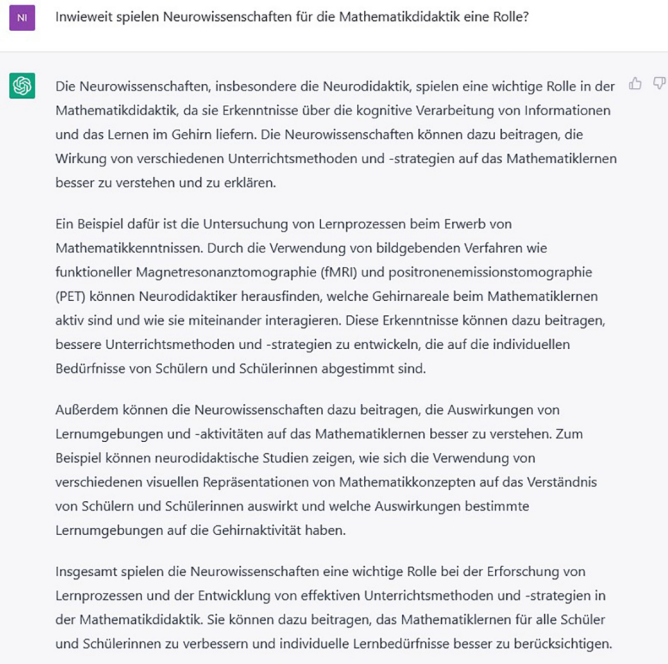 NI
Inwieweit spielen Neurowissenschaften für die Mathematikdidaktik eine Rolle?
Die Neurowissenschaften, insbesondere die Neurodidaktik, spielen eine wichtige Rolle in der
Mathematikdidaktik, da sie Erkenntnisse über die kognitive Verarbeitung von Informationen
und das Lernen im Gehirn liefern. Die Neurowissenschaften können dazu beitragen, die
Wirkung von verschiedenen Unterrichtsmethoden und -strategien auf das Mathematiklernen
besser zu verstehen und zu erklären.
Ein Beispiel dafür ist die Untersuchung von Lernprozessen beim Erwerb von
Mathematikkenntnissen. Durch die Verwendung von bildgebenden Verfahren wie
funktioneller Magnetresonanztomographie (fMRI) und positronenemissionstomographie
(PET) können Neurodidaktiker herausfinden, welche Gehirnareale beim Mathematiklernen
aktiv sind und wie sie miteinander interagieren. Diese Erkenntnisse können dazu beitragen,
bessere Unterrichtsmethoden und -strategien zu entwickeln, die auf die individuellen
Bedürfnisse von Schülern und Schülerinnen abgestimmt sind.
Außerdem können die Neurowissenschaften dazu beitragen, die Auswirkungen von
Lernumgebungen und -aktivitäten auf das Mathematiklernen besser zu verstehen. Zum
Beispiel können neurodidaktische Studien zeigen, wie sich die Verwendung von
verschiedenen visuellen Repräsentationen von Mathematikkonzepten auf das Verständnis
von Schülern und Schülerinnen auswirkt und welche Auswirkungen bestimmte
Lernumgebungen auf die Gehirnaktivität haben.
Insgesamt spielen die Neurowissenschaften eine wichtige Rolle bei der Erforschung von
Lernprozessen und der Entwicklung von effektiven Unterrichtsmethoden und -strategien in
der Mathematikdidaktik. Sie können dazu beitragen, das Mathematiklernen für alle Schüler
und Schülerinnen zu verbessern und individuelle Lernbedürfnisse besser zu berücksichtigen.